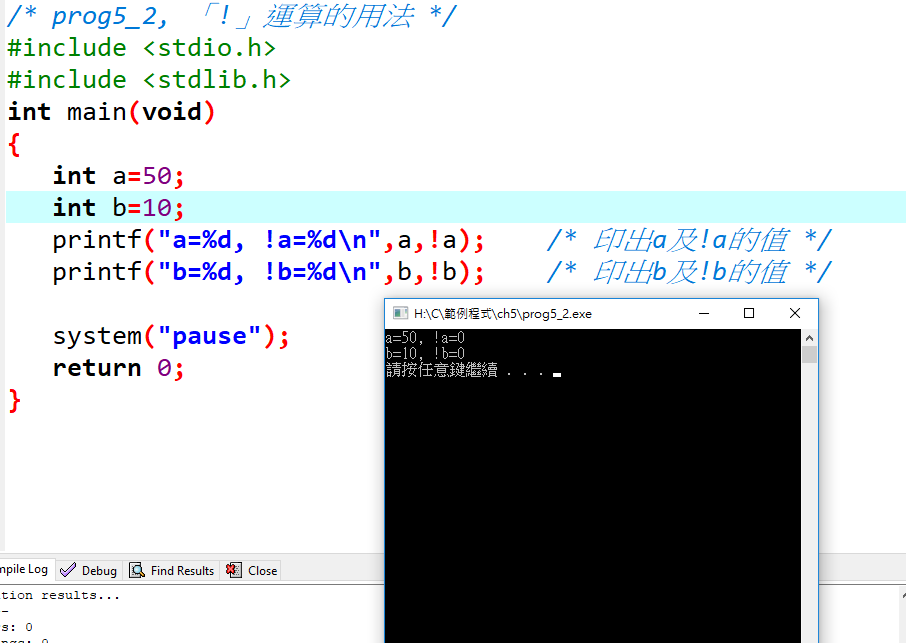 /* prog5_2, 「!」運算的用法 */
#include <stdio.h>
#include <stdlib.h>
int main(void)
{
int a=50;
int b=10;
printf("a=%d, !a=%d\n",a,!a); /* 印出a及!a的值 */
printf("b=%d, !b=%d\n",b,!b); /* 印出b及!b的值 */
system("pause");
return 0;
}
H:\C\範例程式\ch5\prog5_2.exe
a=50, !a=0
b=10, !b=0
請按任意鍵繼續 . . .
mpile Log Debug Find Results Close
tion results...
--
s: 0
ngs: 0